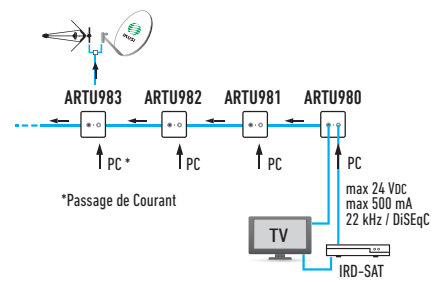 IKUSI
ARTU983 ARTU982 ARTU981 ARTU980
PC * PC PC PC
*Passage de Courant
max 24 VDC
max 500 mA
22 kHz / DiSEqC
TV
IRD-SAT